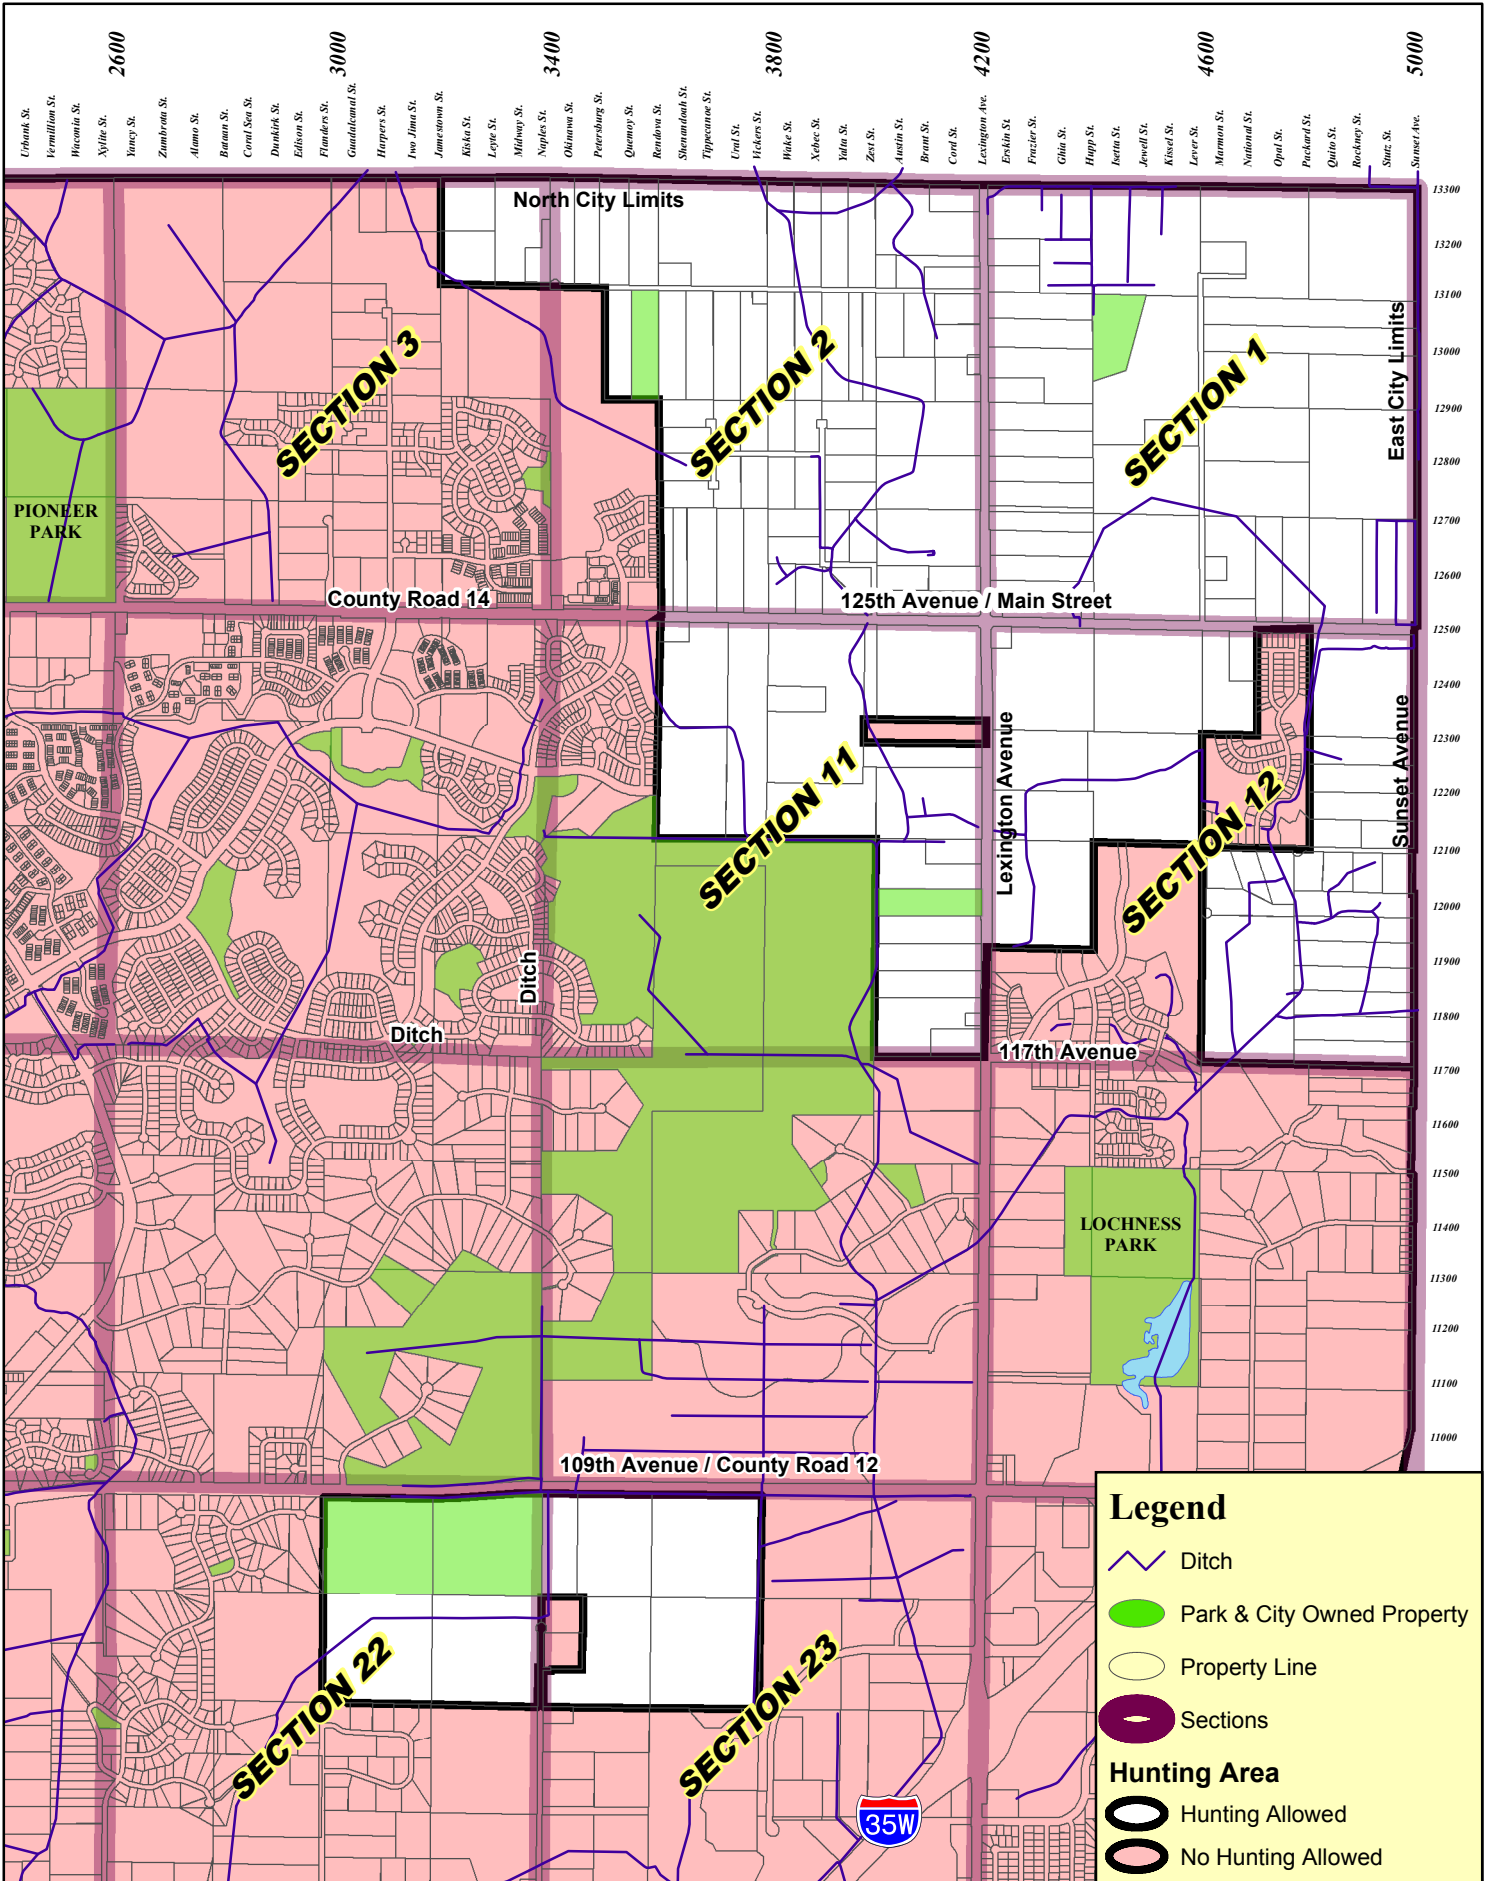 2600
3000
3400
3800
4200
4600
5000
Urbank St.
Vermillion St.
Waconia St.
Xylite St.
Yancy St.
Zumbrota St.
Alamo St.
Bataan St.
Coral Sea St.
Dunkirk St.
Edison St.
Flanders St.
Guadalcanal St.
Harpers St.
Iwo Jima St.
Jamestown St.
Kiska St.
Leyte St.
Midway St.
Naples St.
Okinawa St.
Petersburg St.
Quemoy St.
Rendova St.
Shenandoah St.
Tippecanoe St.
Ural St.
Vickers St.
Wake St.
Xebec St.
Yalta St.
Zest St.
Austin St.
Brant St.
Cord St.
Lexington Ave.
Erskin St.
Frazier St.
Ghia St.
Hupp St.
Isetta St.
Jewell St.
Kissel St.
Lever St.
Marmon St.
National St.
Opal St.
Packard St.
Quito St.
Rockney St.
Stutz St.
Sunset Ave.
North City Limits
13300
13200
13100
13000
12900
12800
12700
12600
12500
12400
12300
12200
12100
12000
11900
11800
11700
11600
11500
11400
11300
11200
11100
11000
East City Limits
SECTION 3
SECTION 2
SECTION 1
PIONEER
PARK
County Road 14
125th Avenue / Main Street
Lexington Avenue
Sunset Avenue
SECTION 11
SECTION 12
Ditch
Ditch
117th Avenue
LOCHNESS
PARK
109th Avenue / County Road 12
SECTION 22
SECTION 23
35W
Legend
Ditch
Park & City Owned Property
Property Line
Sections
Hunting Area
Hunting Allowed
No Hunting Allowed